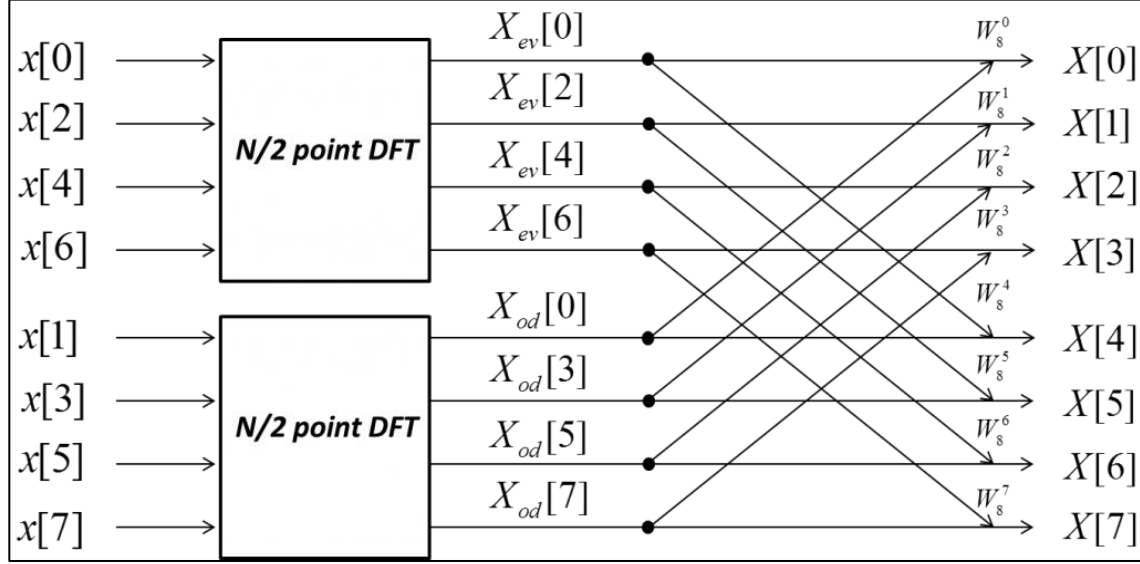 x[0] X_ev[0] W_8^0 X[0]
x[2] X_ev[2] W_8^1 X[1]
x[4] N/2 point DFT X_ev[4] W_8^2 X[2]
x[6] X_ev[6] W_8^3 X[3]
x[1] X_od[0] W_8^4 X[4]
x[3] X_od[3] W_8^5 X[5]
x[5] N/2 point DFT X_od[5] W_8^6 X[6]
x[7] X_od[7] W_8^7 X[7]